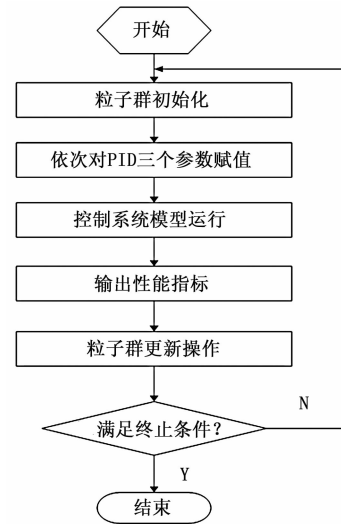 开始
粒子群初始化
依次对PID三个参数赋值
控制系统模型运行
输出性能指标
粒子群更新操作
满足终止条件？
N
Y
结束